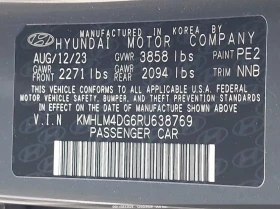 MANUFACTURED IN KOREA BY
HYUNDAI MOTOR COMPANY
AUG/12/23 GVWR 3858 lbs PAINT PE2
GAWR FRONT 2271 lbs GAWR REAR 2094 lbs TRIM NNB
THIS VEHICLE CONFORMS TO ALL APPLICABLE U.S. FEDERAL
MOTOR VEHICLE SAFETY, BUMPER, AND THEFT PREVENTION
STANDARDS IN EFFECT ON THE DATE OF MANUFACTURE SHOWN ABOVE.
V.I.N KMHLM4DG6RU638769
PASSENGER CAR